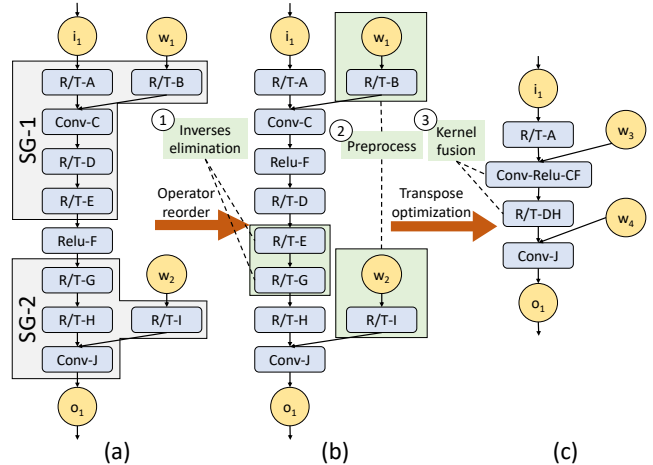 i1
w1
R/T-A
R/T-B
Conv-C
R/T-D
R/T-E
SG-1
Relu-F
R/T-G
w2
R/T-H
R/T-I
Conv-J
SG-2
o1
(a)
1
Inverses
elimination
Operator
reorder
i1
w1
R/T-A
R/T-B
Conv-C
2
Preprocess
Relu-F
R/T-D
R/T-E
R/T-G
w2
R/T-H
R/T-I
Conv-J
o1
(b)
3
Kernel
fusion
Transpose
optimization
i1
R/T-A
w3
Conv-Relu-CF
R/T-DH
w4
Conv-J
o1
(c)